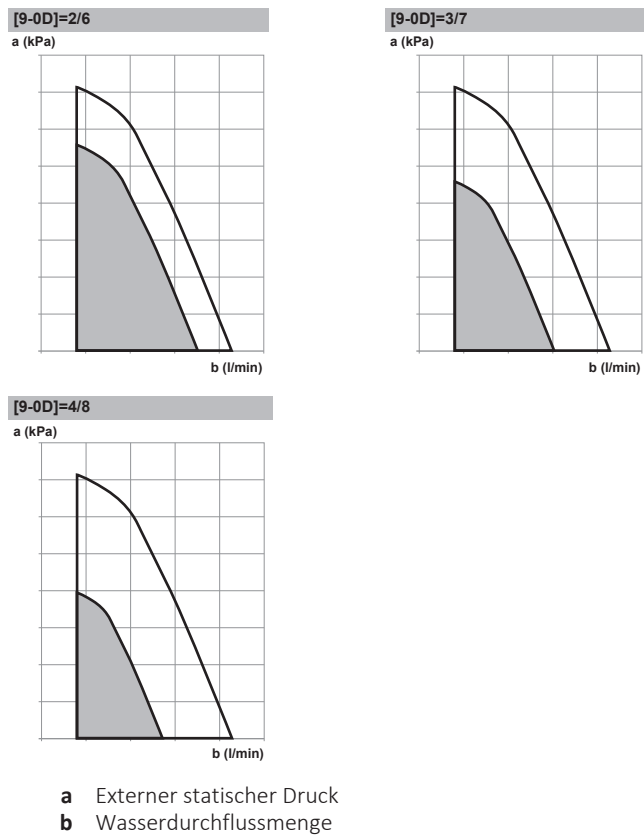 [9-0D]=2/6
a (kPa)
b (l/min)
[9-0D]=3/7
a (kPa)
b (l/min)
[9-0D]=4/8
a (kPa)
b (l/min)
a Externer statischer Druck
b Wasserdurchflussmenge